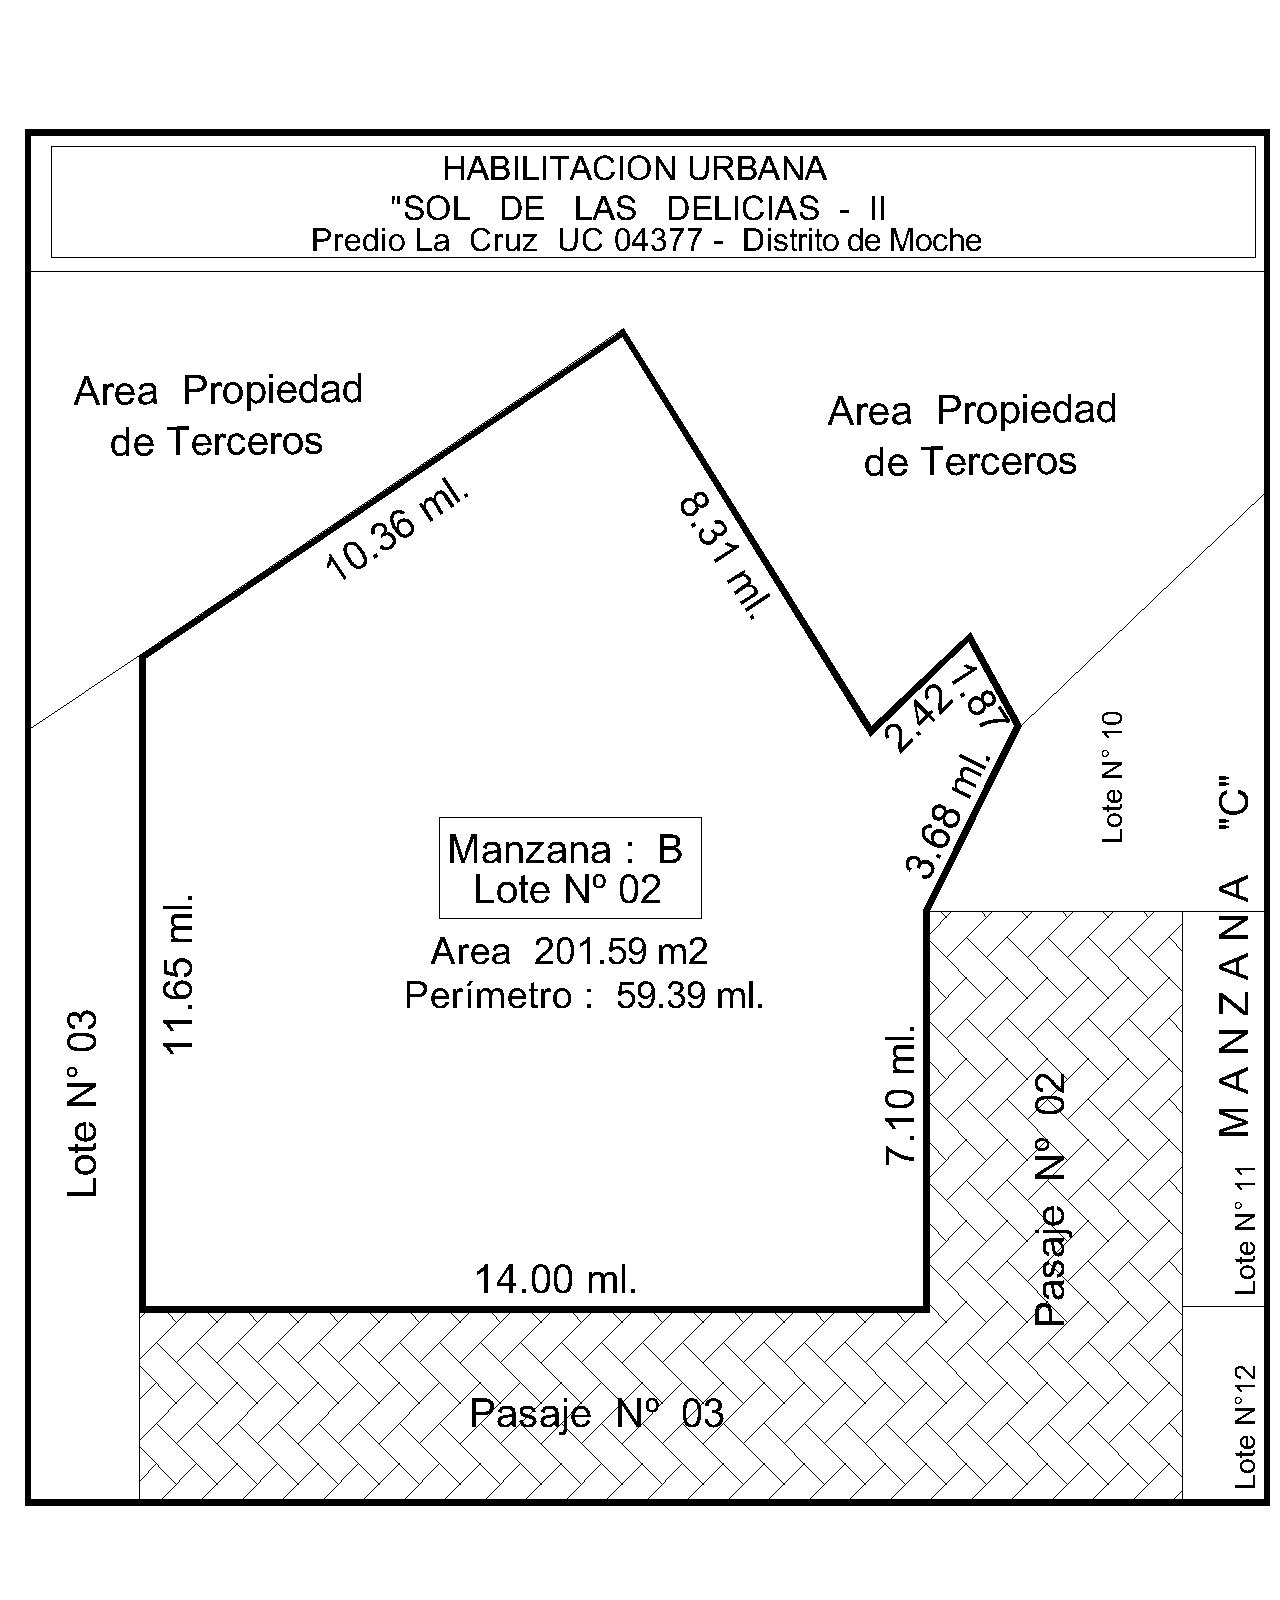 HABILITACION URBANA
"SOL DE LAS DELICIAS - II
Predio La Cruz UC 04377 - Distrito de Moche
Area Propiedad
de Terceros
Area Propiedad
de Terceros
10.36 ml.
8.31 ml.
2.42
1.87
3.68 ml.
Lote N° 10
MANZANA "C"
Manzana : B
Lote Nº 02
Area 201.59 m2
Perímetro : 59.39 ml.
11.65 ml.
Lote N° 03
7.10 ml.
Pasaje Nº 02
Lote N° 11
14.00 ml.
Pasaje Nº 03
Lote N°12